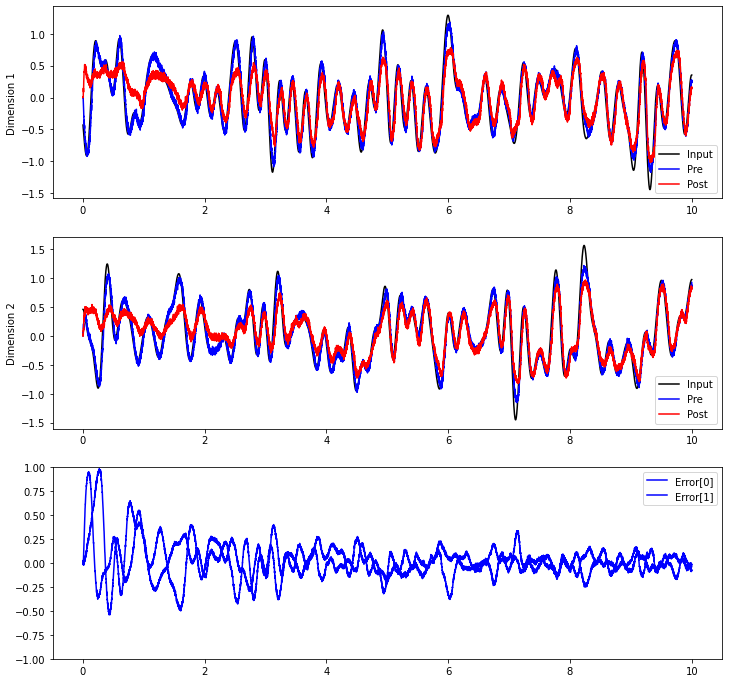 Dimension 1
1.0
0.5
0.0
−0.5
−1.0
−1.5
0 2 4 6 8 10
Input
Pre
Post
Dimension 2
1.5
1.0
0.5
0.0
−0.5
−1.0
−1.5
0 2 4 6 8 10
Input
Pre
Post
1.00
0.75
0.50
0.25
0.00
−0.25
−0.50
−0.75
−1.00
0 2 4 6 8 10
Error[0]
Error[1]